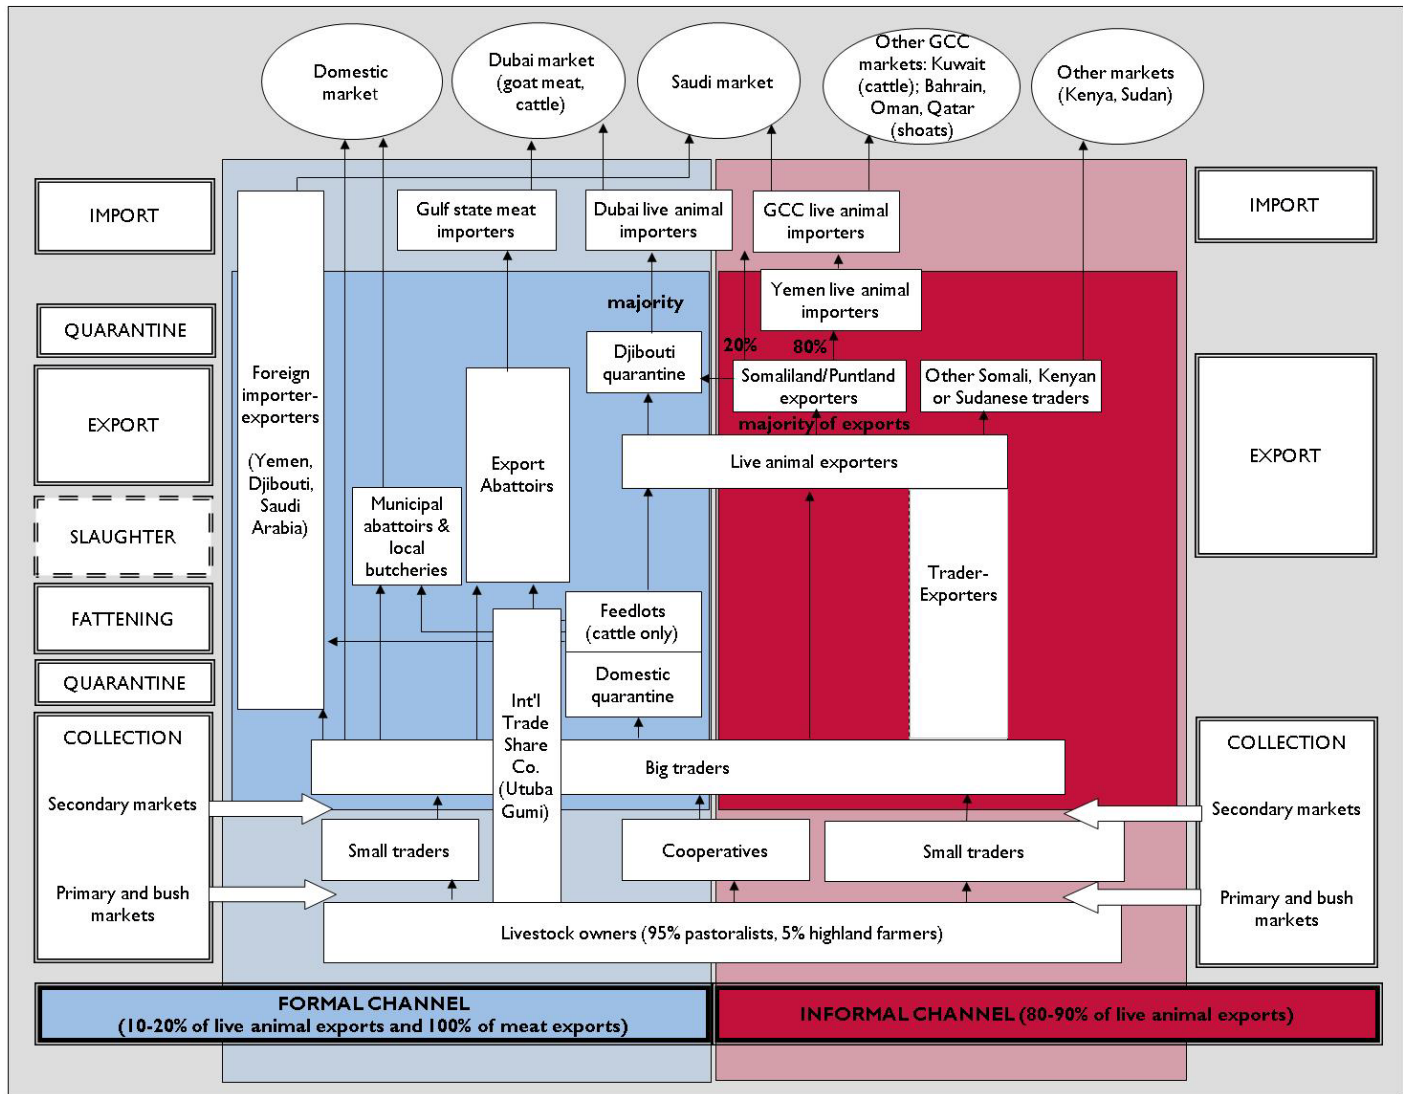 Domestic
market
Dubai market
(goat meat,
cattle)
Saudi market
Other GCC
markets: Kuwait
(cattle); Bahrain,
Oman, Qatar
(shoats)
Other markets
(Kenya, Sudan)
IMPORT
Gulf state meat
importers
Dubai live animal
importers
GCC live animal
importers
IMPORT
Yemen live animal
importers
majority
QUARANTINE
20%
80%
Djibouti
quarantine
Somaliland/Puntland
exporters
Other Somali, Kenyan
or Sudanese traders
Foreign
importer-
exporters
(Yemen,
Djibouti,
Saudi
Arabia)
EXPORT
majority of exports
EXPORT
Live animal exporters
Export
Abattoirs
Municipal
abattoirs &
local
butcheries
SLAUGHTER
Trader-
Exporters
FATTENING
Feedlots
(cattle only)
QUARANTINE
Domestic
quarantine
Int'l
Trade
Share
Co.
(Utuba
Gumi)
COLLECTION
Secondary markets
Primary and bush
markets
Big traders
COLLECTION
Secondary markets
Primary and bush
markets
Small traders
Cooperatives
Small traders
Livestock owners (95% pastoralists, 5% highland farmers)
FORMAL CHANNEL
(10-20% of live animal exports and 100% of meat exports)
INFORMAL CHANNEL (80-90% of live animal exports)